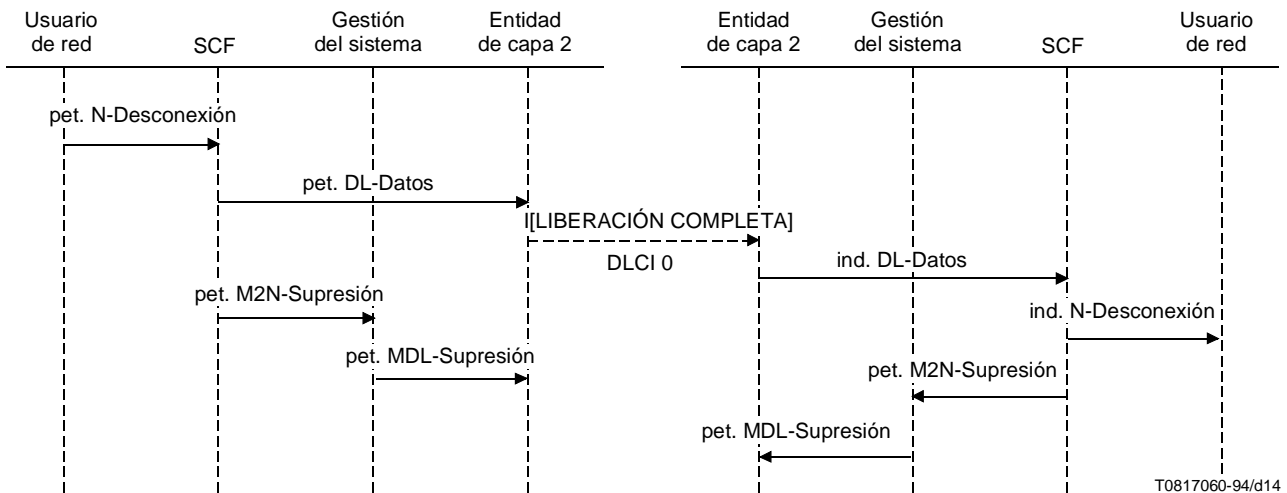 Usuario
de red
SCF
Gestión
del sistema
Entidad
de capa 2
Entidad
de capa 2
Gestión
del sistema
SCF
Usuario
de red
pet. N-Desconexión
pet. DL-Datos
I[LIBERACIÓN COMPLETA]
DLCI 0
ind. DL-Datos
pet. M2N-Supresión
ind. N-Desconexión
pet. MDL-Supresión
pet. M2N-Supresión
pet. MDL-Supresión
T0817060-94/d14